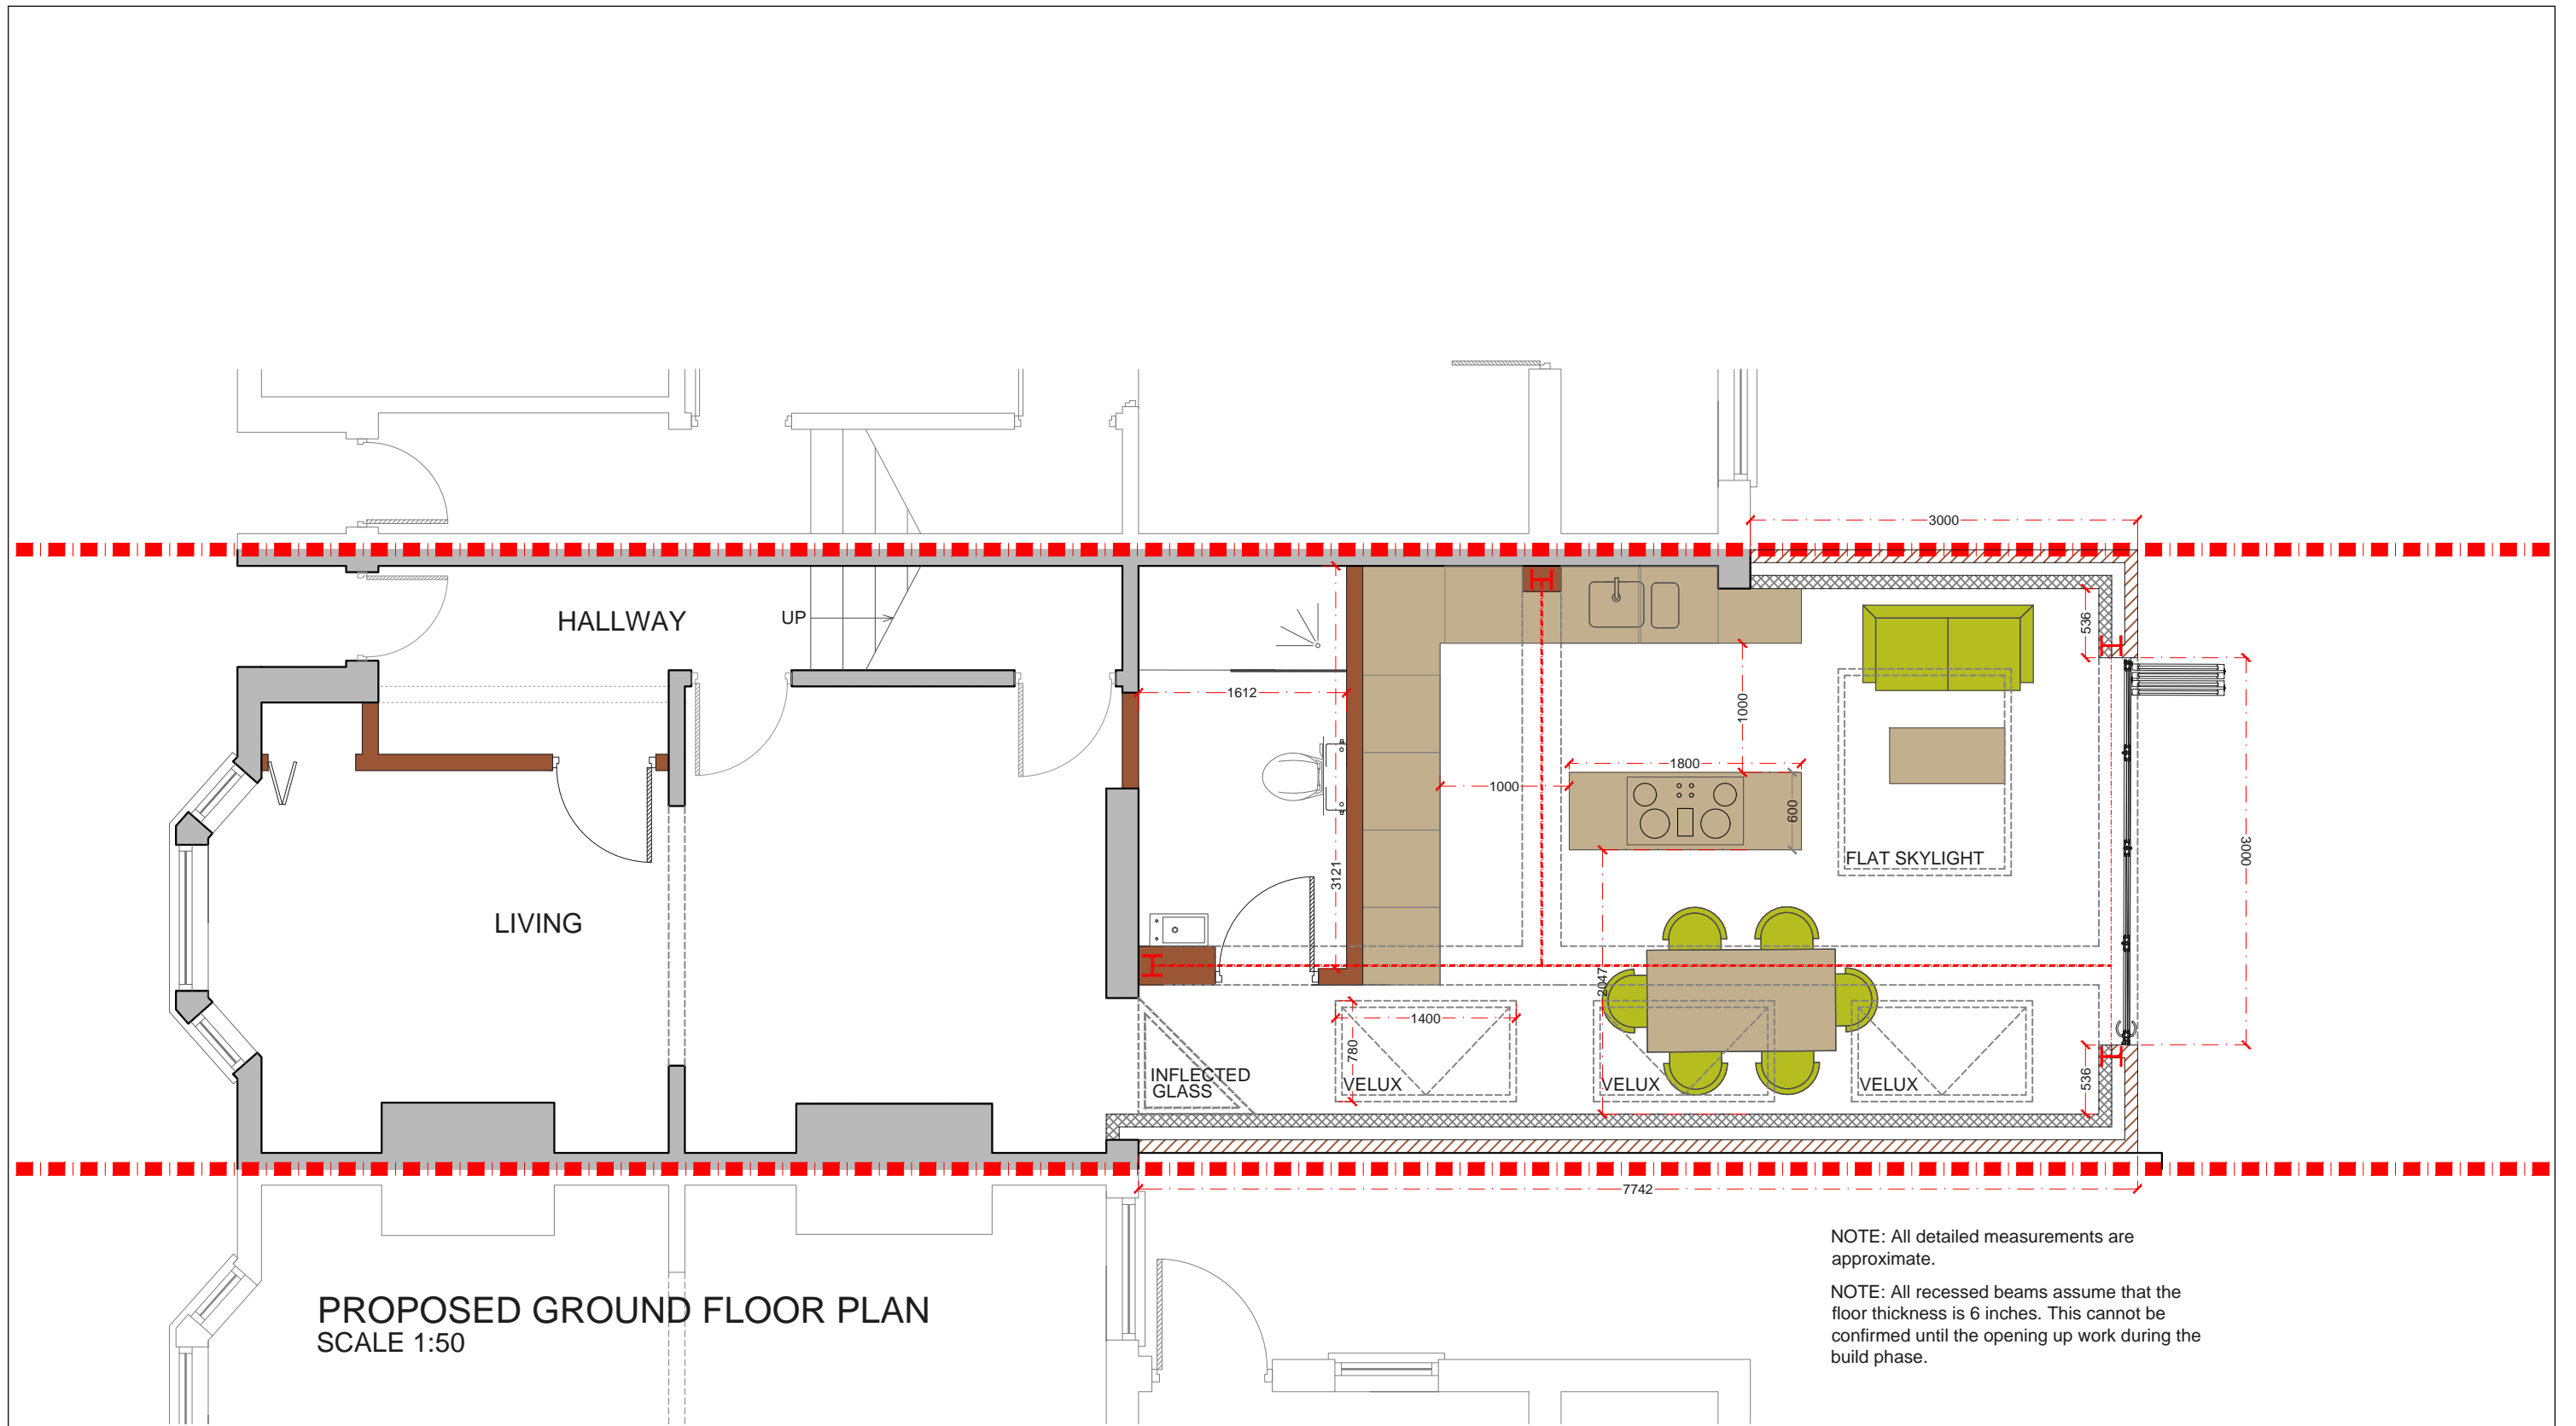 3000
HALLWAY
UP
536
1612
1000
1800
1000
600
FLAT SKYLIGHT
3000
3121
LIVING
2047
1400
780
INFLECTED
GLASS
VELUX
VELUX
VELUX
536
7742
NOTE: All detailed measurements are
approximate.
NOTE: All recessed beams assume that the
floor thickness is 6 inches. This cannot be
confirmed until the opening up work during the
build phase.
PROPOSED GROUND FLOOR PLAN
SCALE 1:50